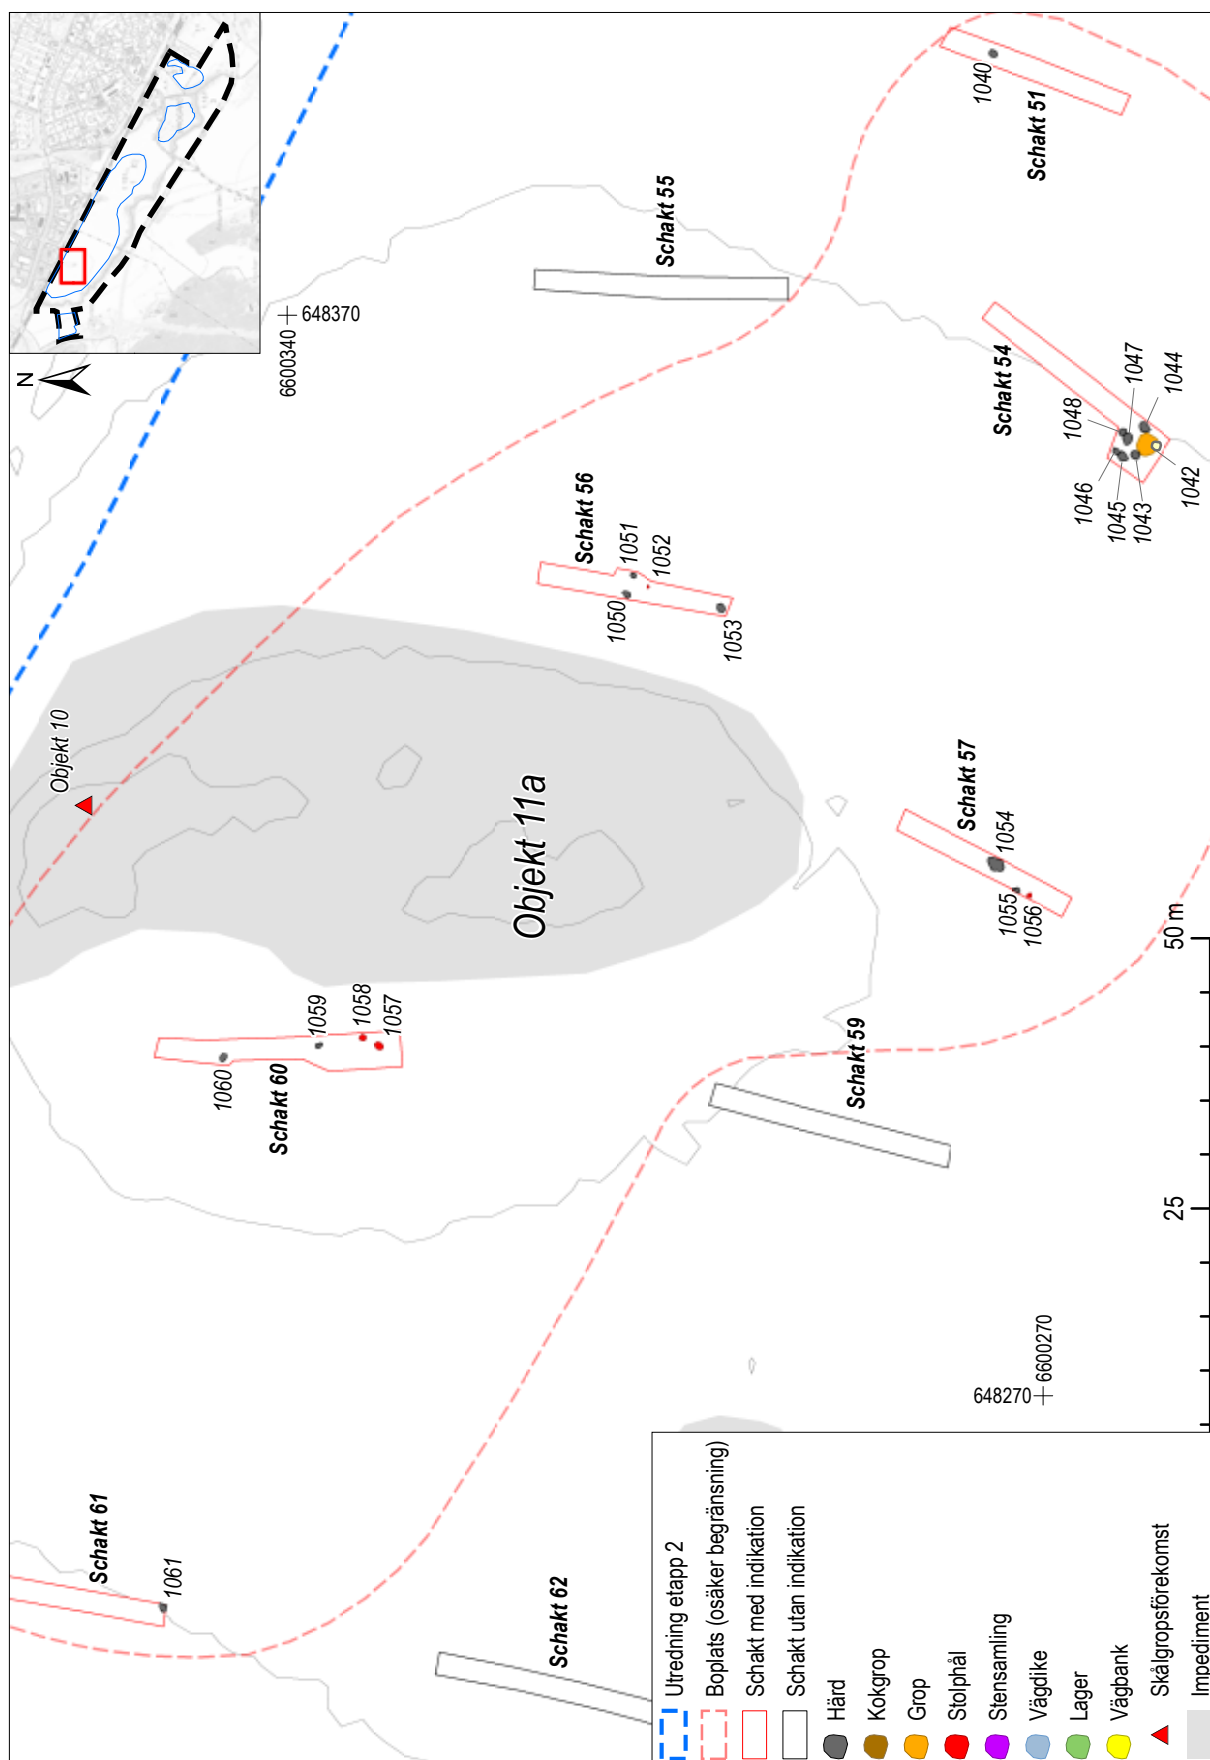 N
6600340
648370
Objekt 10
Objekt 11a
Schakt 51
1040
Schakt 55
Schakt 54
1048
1047
1044
1046
1045
1043
1042
Schakt 56
1050
1051
1052
1053
Schakt 57
1054
1055
1056
Schakt 59
Schakt 60
1060
1059
1058
1057
Schakt 61
1061
Schakt 62
648270
6600270
25
50 m
Utredning etapp 2
Boplats (osäker begränsning)
Schakt med indikation
Schakt utan indikation
Härd
Kokgrop
Grop
Stolphål
Stensamling
Vägdike
Lager
Vägbank
Skålgropsförekomst
Impediment